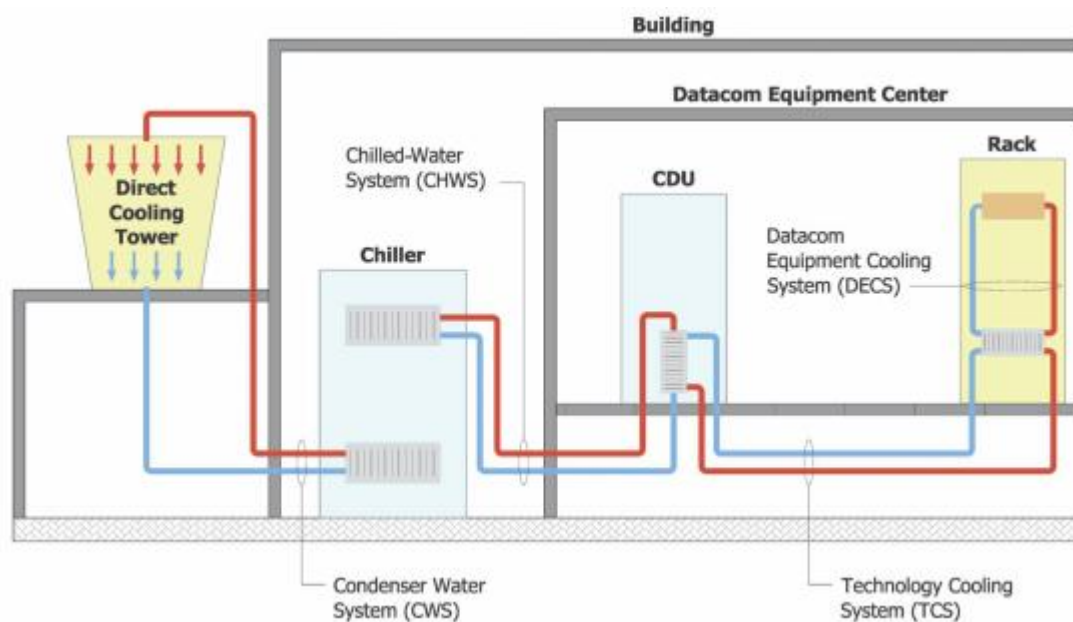 Building
Datacom Equipment Center
Rack
Chilled-Water
System (CHWS)
CDU
Direct
Cooling
Tower
Datacom
Equipment Cooling
System (DECS)
Chiller
Condenser Water
System (CWS)
Technology Cooling
System (TCS)